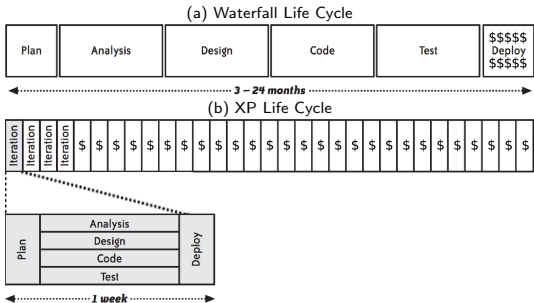 (a) Waterfall Life Cycle
Plan Analysis Design Code Test $$$$$
Deploy
$$$$$
3 – 24 months
(b) XP Life Cycle
Iteration Iteration Iteration Iteration $ $ $ $ $ $ $ $ $ $ $ $ $ $ $ $ $ $ $ $ $ $ $ $ $ $ $
Plan
Analysis
Design
Code
Test
Deploy
1 week